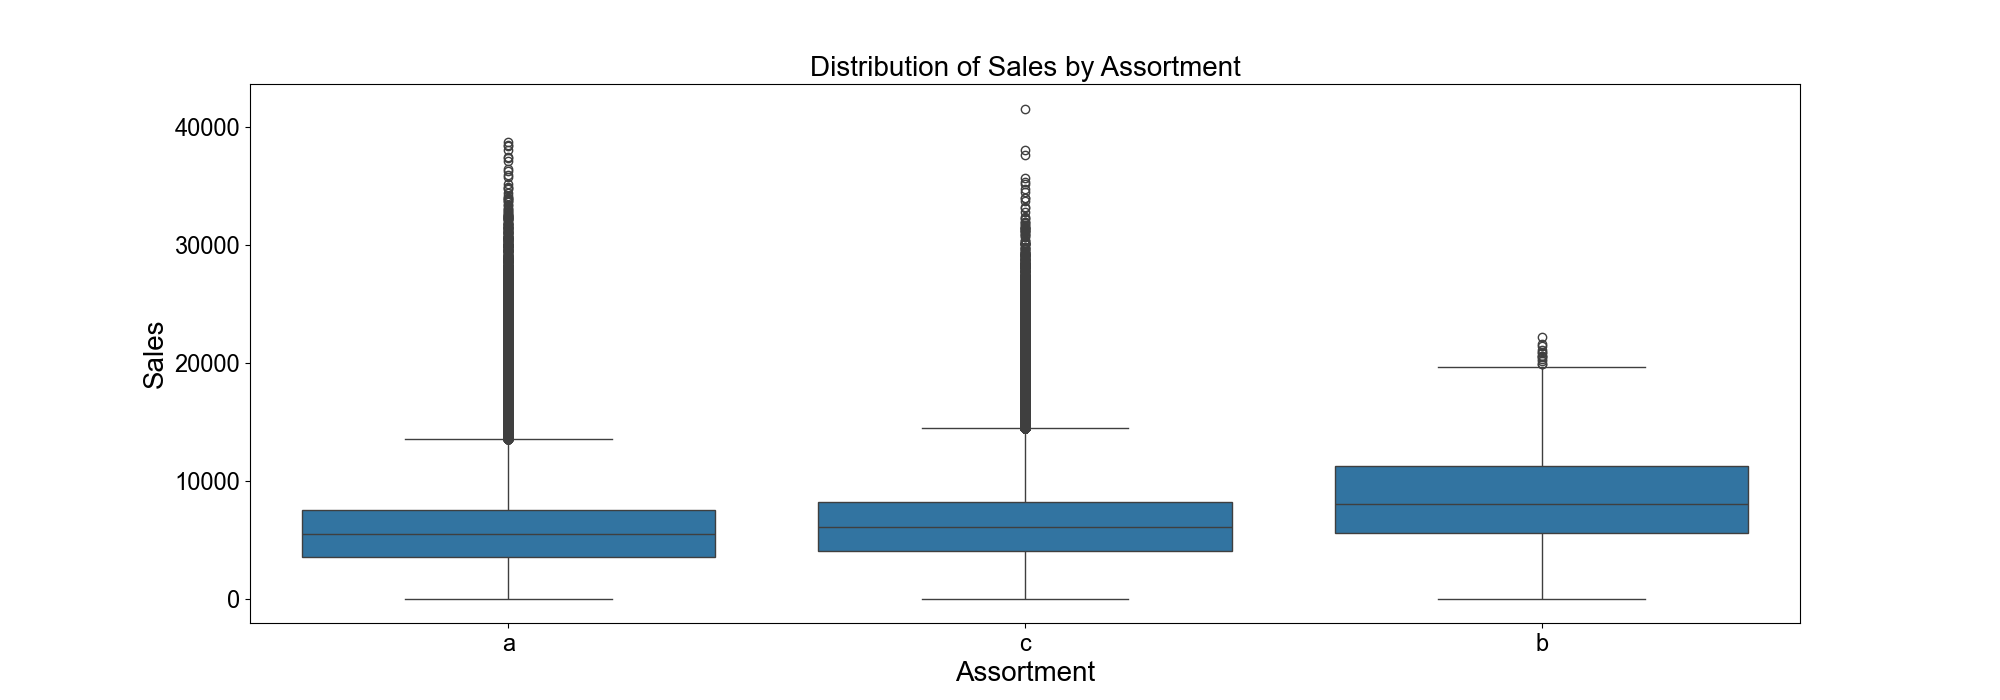 Distribution of Sales by Assortment
40000
30000
20000
10000
0
Sales
a c b
Assortment